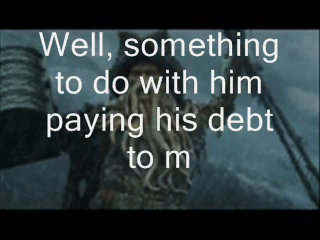 Well, something
to do with him
paying his debt
to m